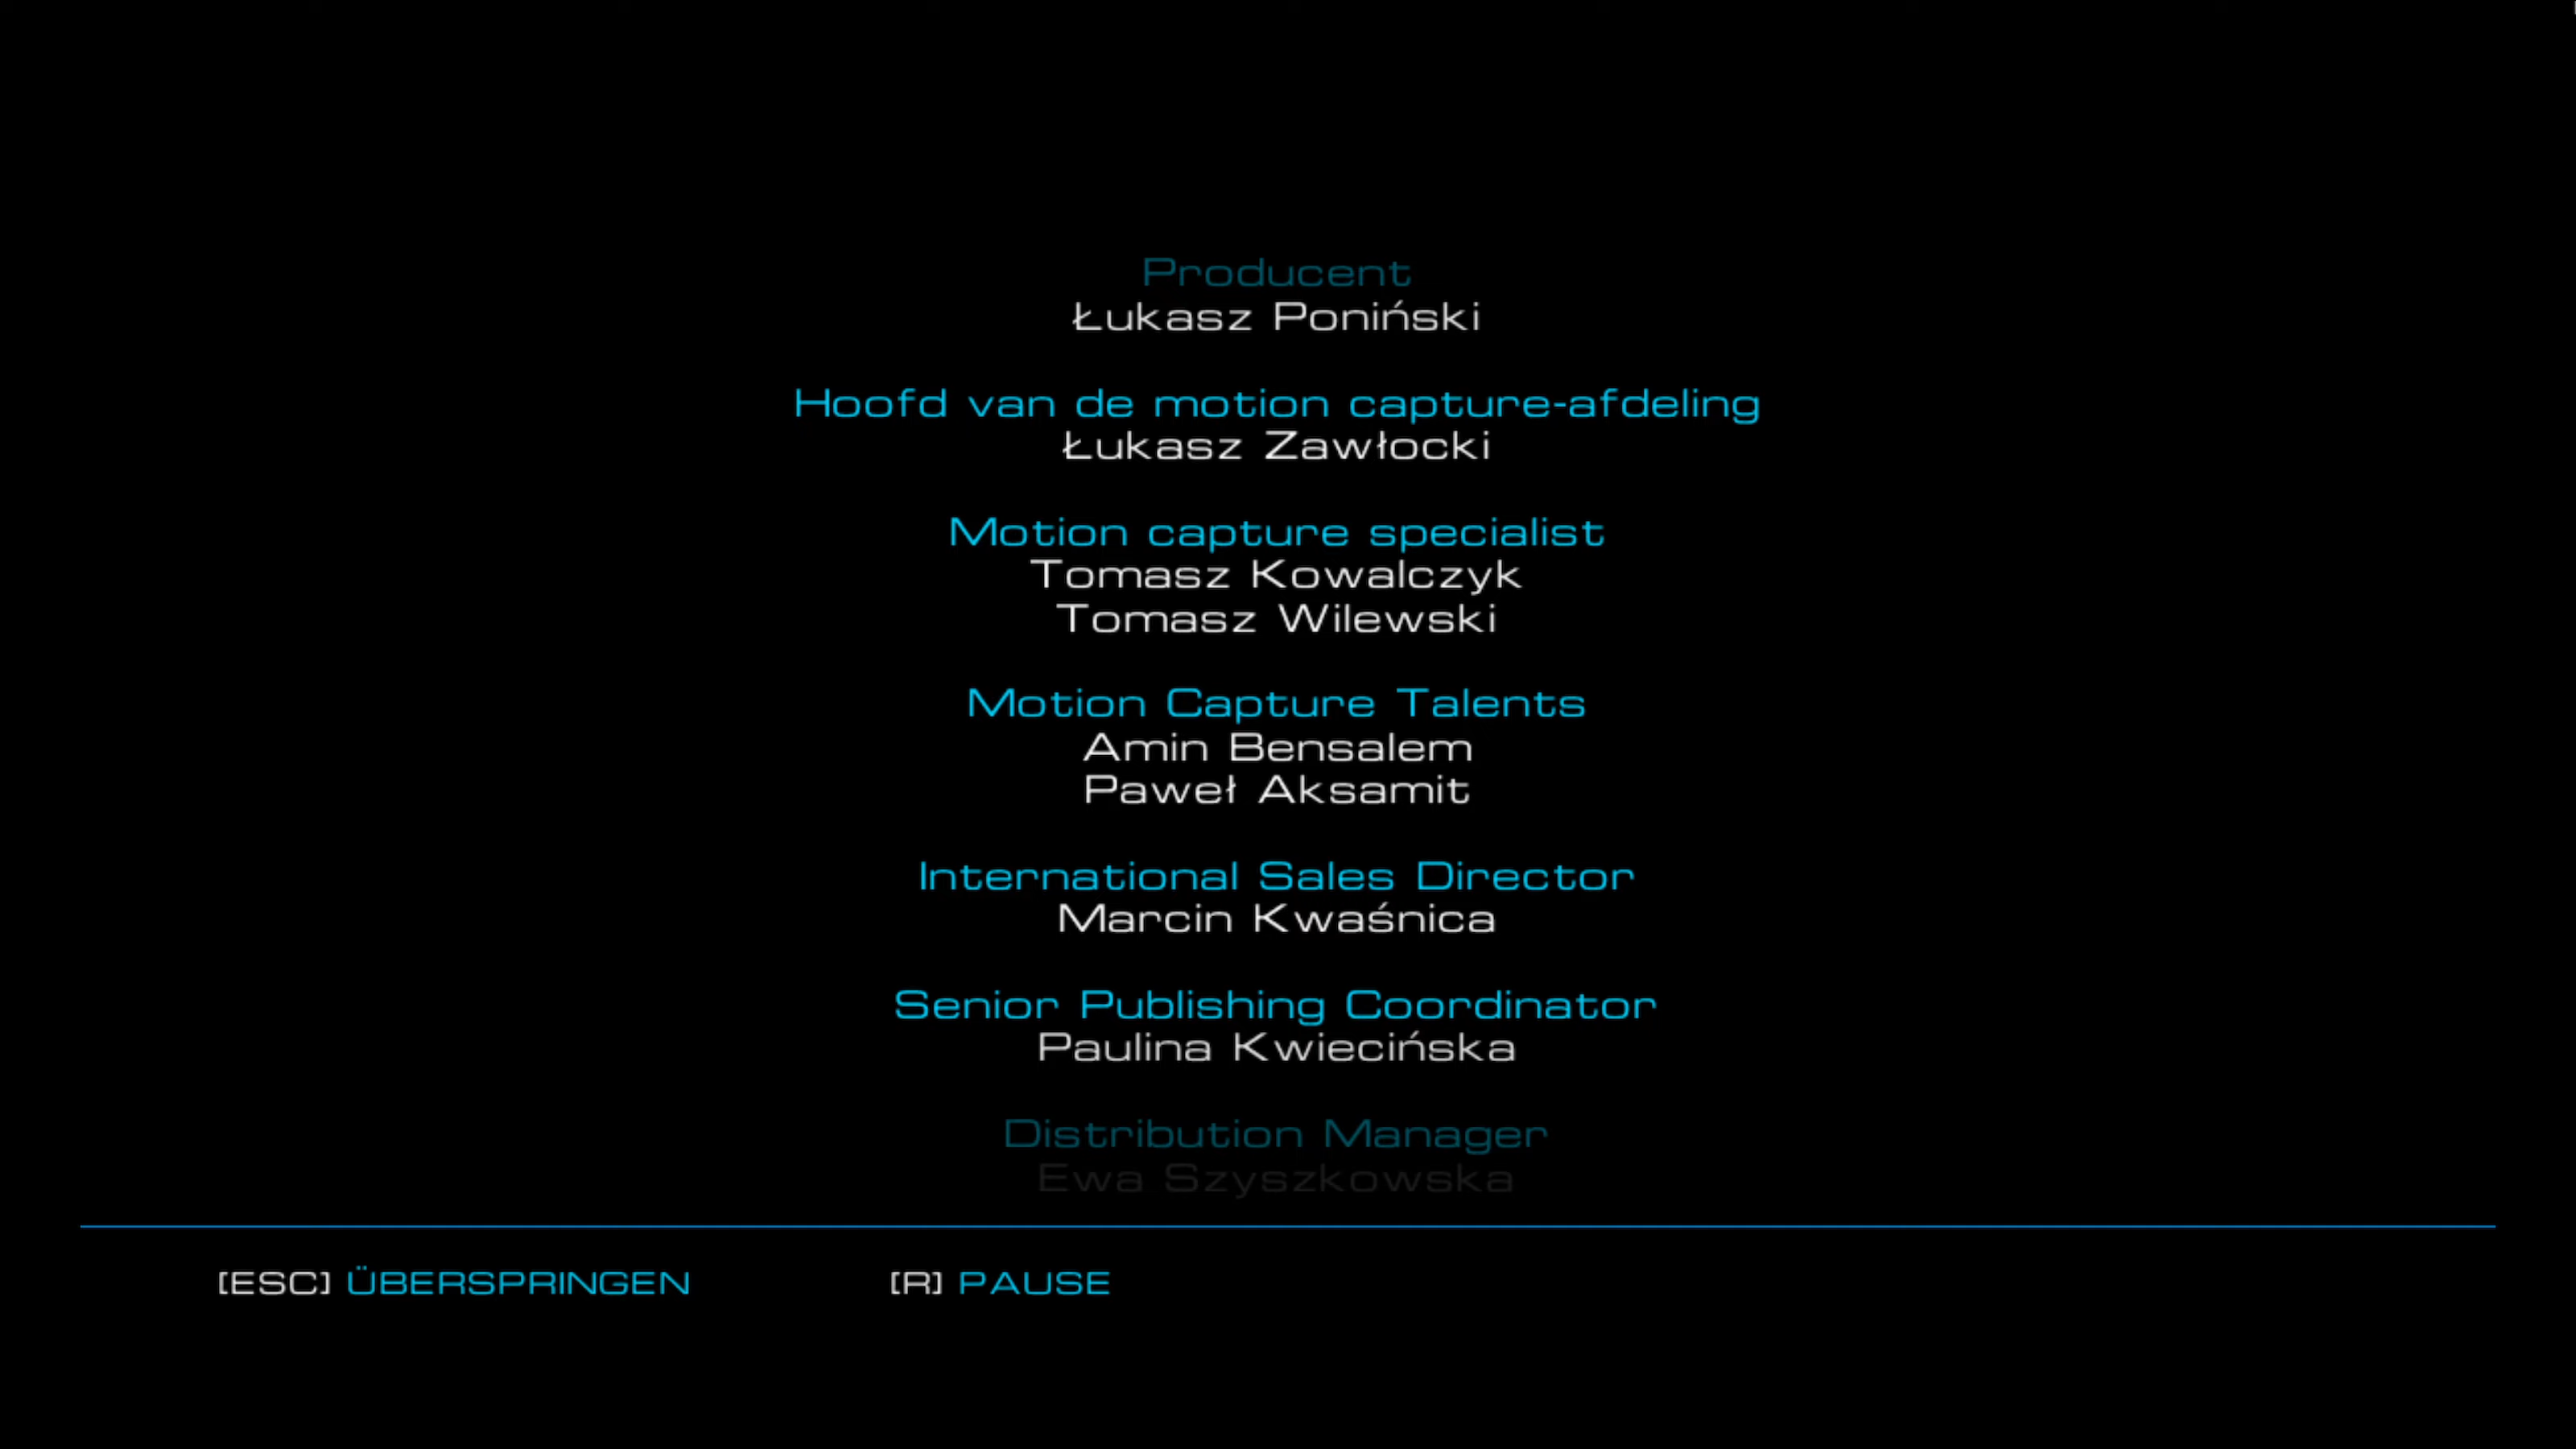 Producent
Łukasz Poniński
Hoofd van de motion capture-afdeling
Łukasz Zawłocki
Motion capture specialist
Tomasz Kowalczyk
Tomasz Wilewski
Motion Capture Talents
Amin Bensalem
Paweł Aksamit
International Sales Director
Marcin Kwaśnica
Senior Publishing Coordinator
Paulina Kwiecińska
Distribution Manager
Ewa Szyszkowska
[ESC] ÜBERSPRINGEN [R] PAUSE